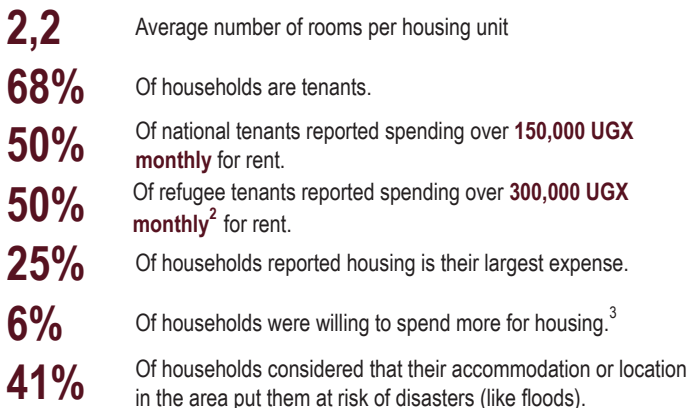 2,2 Average number of rooms per housing unit
68% Of households are tenants.
50% Of national tenants reported spending over 150,000 UGX
monthly for rent.
50% Of refugee tenants reported spending over 300,000 UGX
monthly2 for rent.
25% Of households reported housing is their largest expense.
6% Of households were willing to spend more for housing.3
41% Of households considered that their accommodation or location
in the area put them at risk of disasters (like floods).